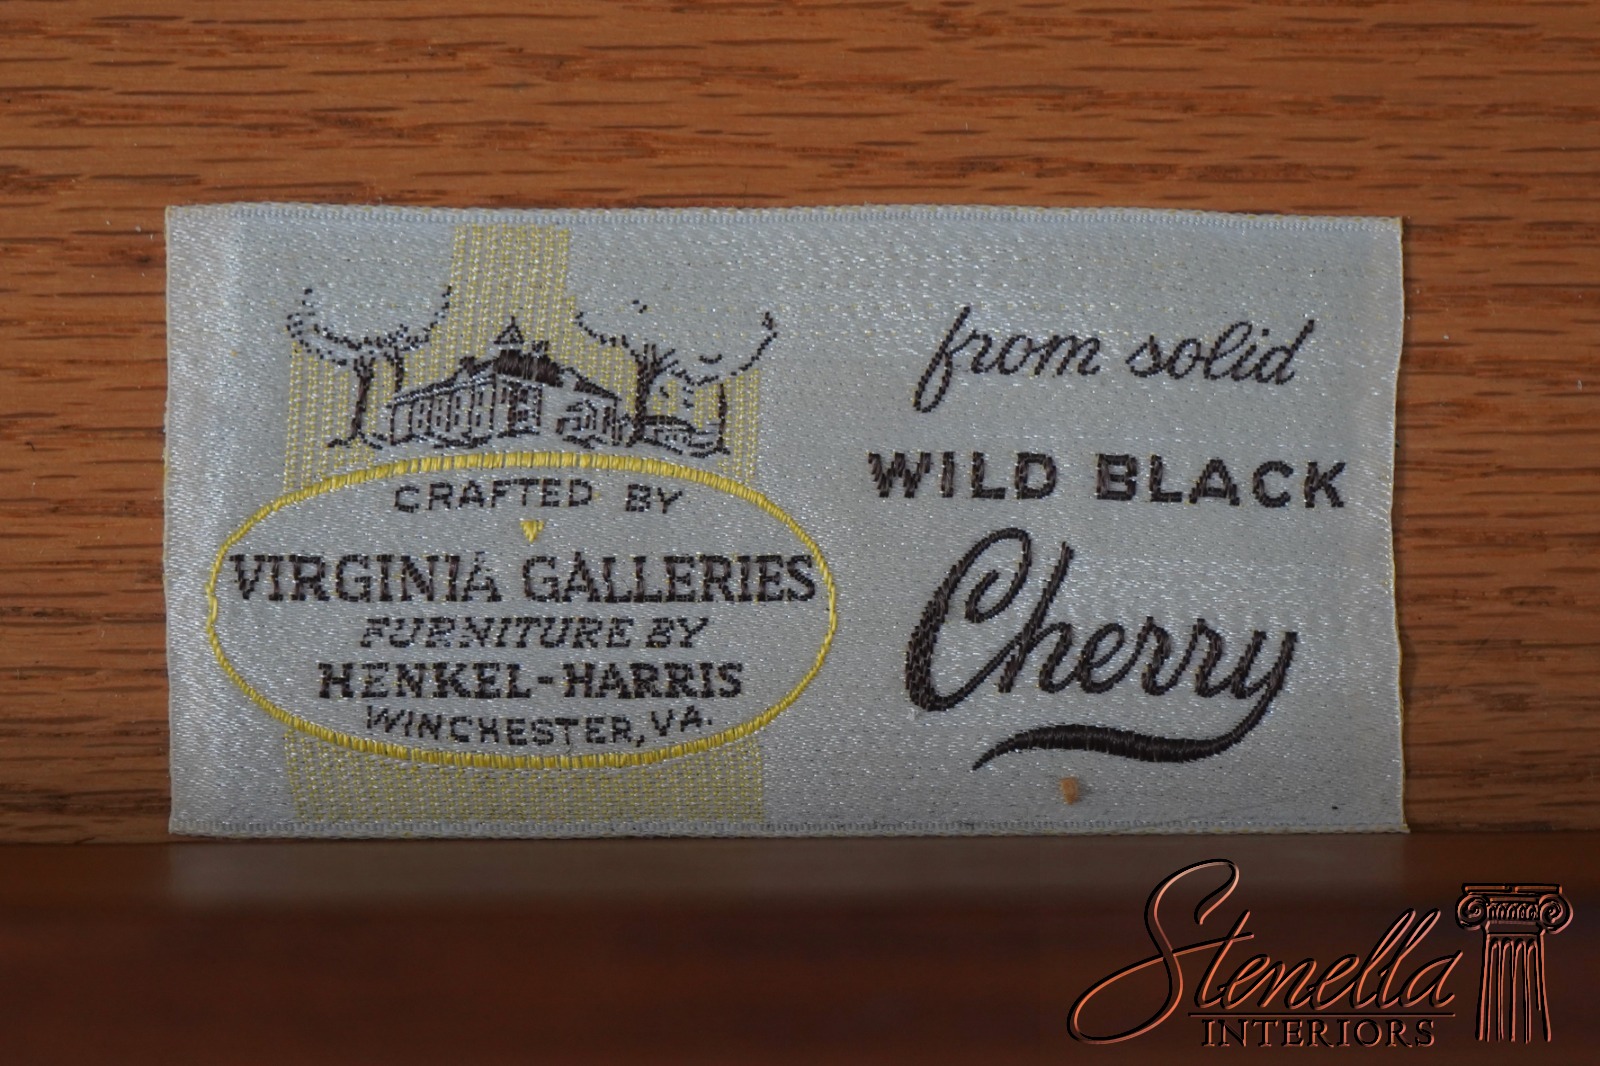 CRAFTED BY
VIRGINIA GALLERIES
FURNITURE BY
HENKEL-HARRIS
WINCHESTER, VA.
from solid
WILD BLACK
Cherry
Stenella
INTERIORS